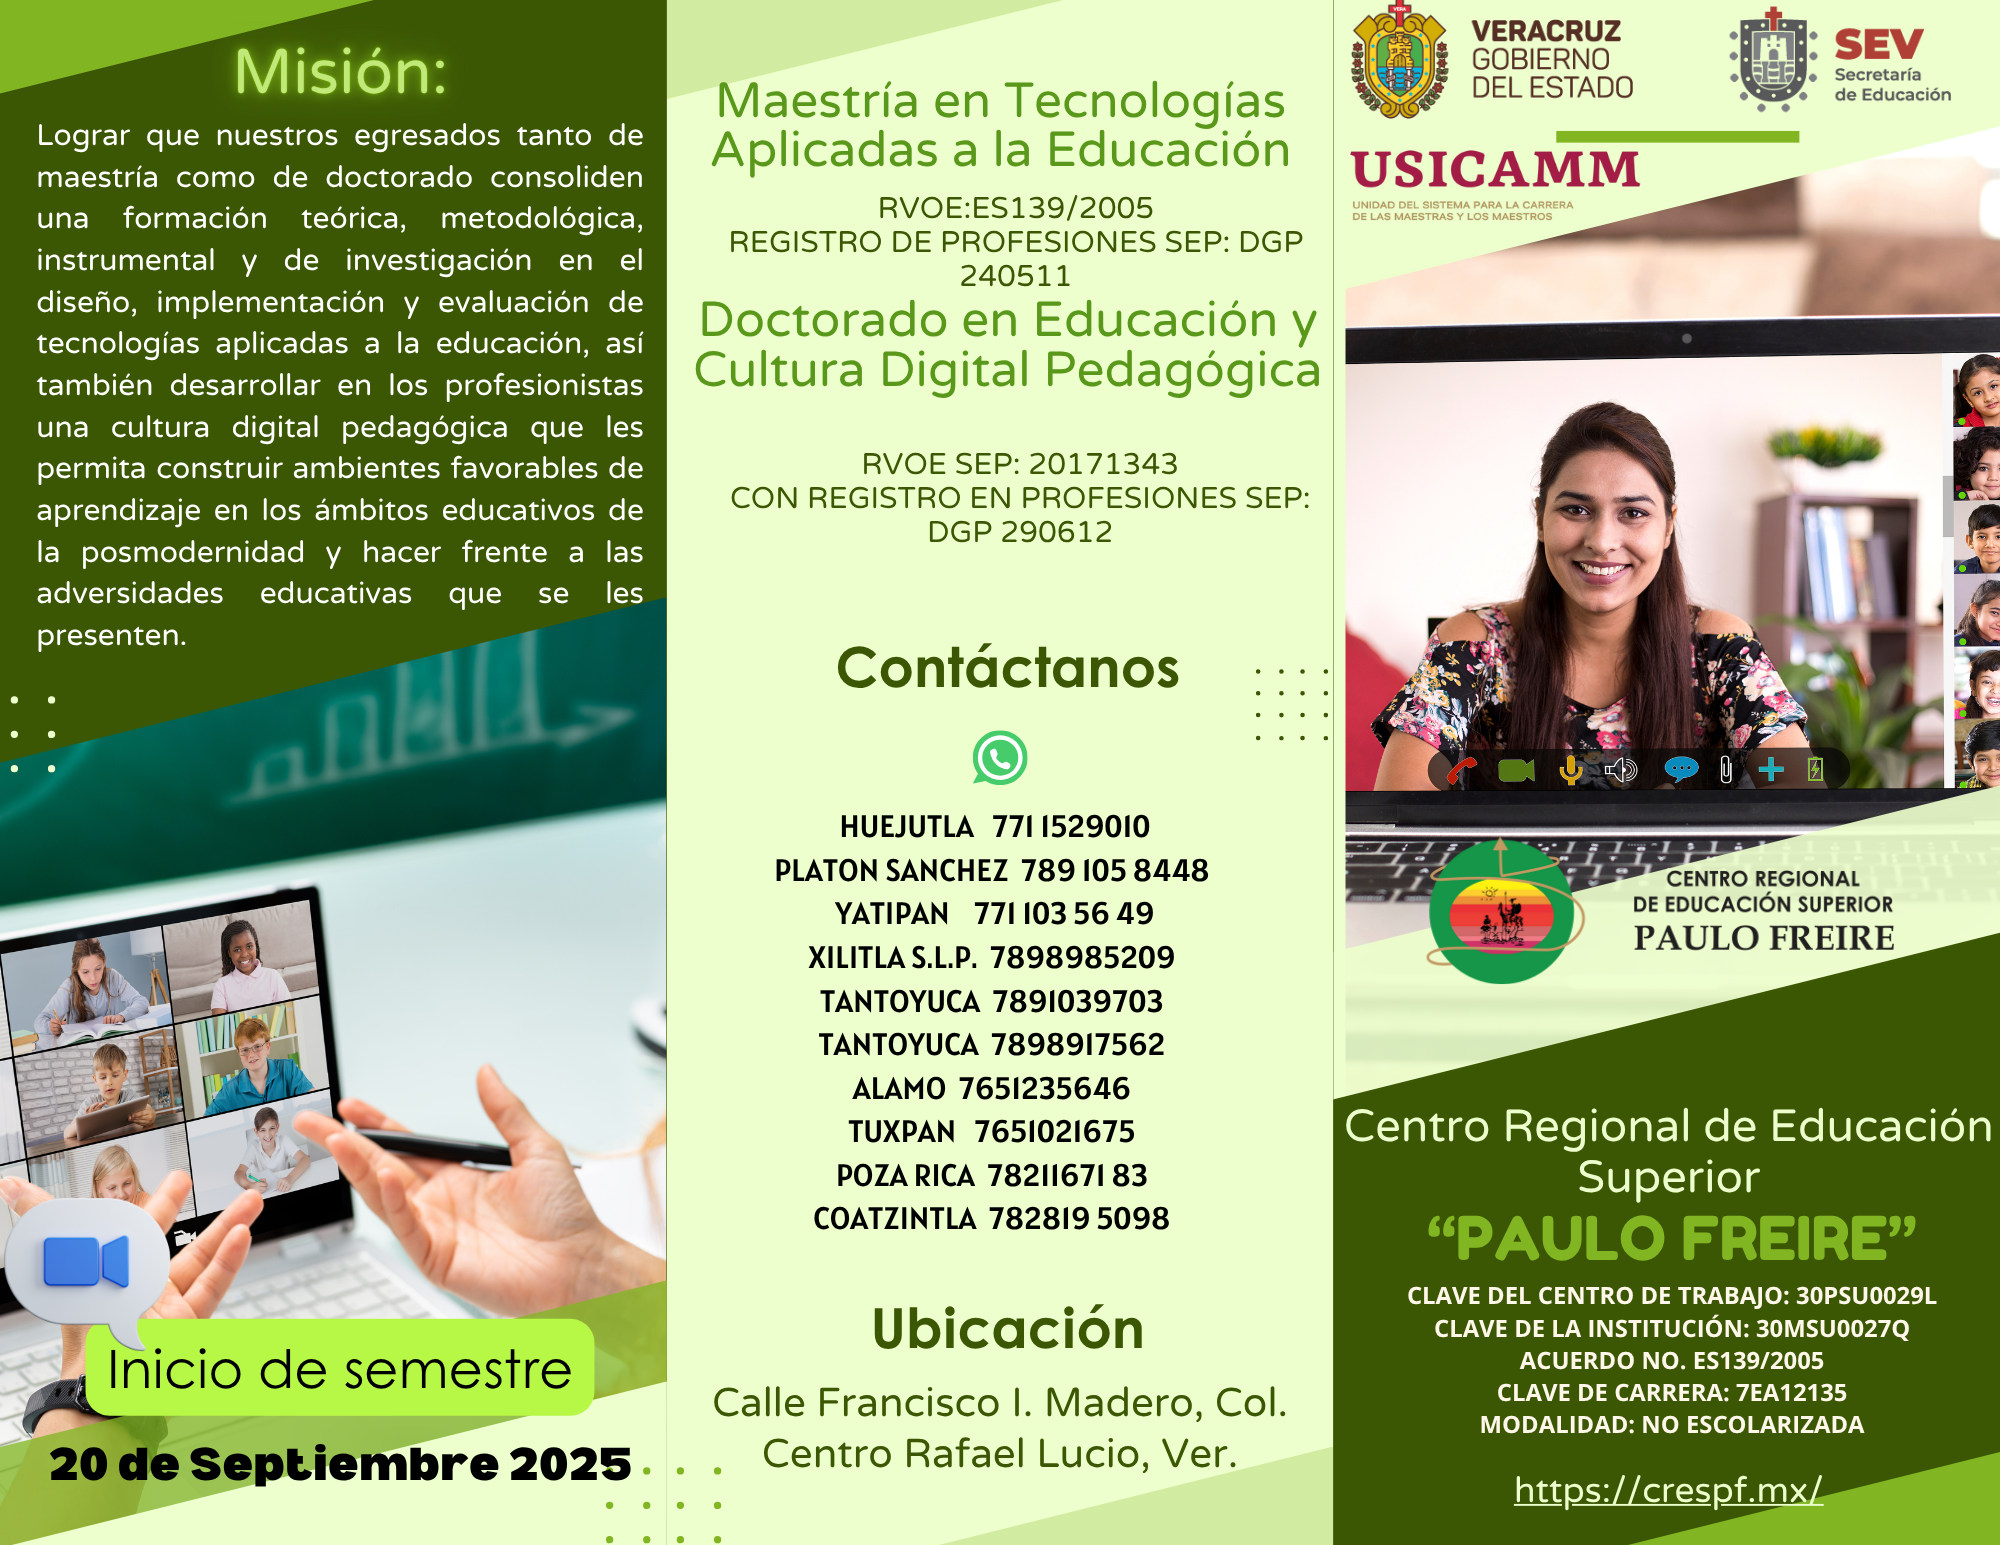 Misión:
Lograr que nuestros egresados tanto de
maestría como de doctorado consoliden
una formación teórica, metodológica,
instrumental y de investigación en el
diseño, implementación y evaluación de
tecnologías aplicadas a la educación, así
también desarrollar en los profesionistas
una cultura digital pedagógica que les
permita construir ambientes favorables de
aprendizaje en los ámbitos educativos de
la posmodernidad y hacer frente a las
adversidades educativas que se les
presenten.
Inicio de semestre
20 de Septiembre 2025
Maestría en Tecnologías
Aplicadas a la Educación
RVOE:ES139/2005
REGISTRO DE PROFESIONES SEP: DGP
240511
Doctorado en Educación y
Cultura Digital Pedagógica
RVOE SEP: 20171343
CON REGISTRO EN PROFESIONES SEP:
DGP 290612
Contáctanos
HUEJUTLA 771 1529010
PLATON SANCHEZ 789 105 8448
YATIPAN 771 103 56 49
XILITLA S.L.P. 7898985209
TANTOYUCA 7891039703
TANTOYUCA 7898917562
ALAMO 7651235646
TUXPAN 7651021675
POZA RICA 78211671 83
COATZINTLA 782819 5098
Ubicación
Calle Francisco I. Madero, Col.
Centro Rafael Lucio, Ver.
VERA
VERACRUZ
GOBIERNO
DEL ESTADO
SEV
Secretaría
de Educación
USICAMM
UNIDAD DEL SISTEMA PARA LA CARRERA
DE LAS MAESTRAS Y LOS MAESTROS
CENTRO REGIONAL
DE EDUCACIÓN SUPERIOR
PAULO FREIRE
Centro Regional de Educación
Superior
“PAULO FREIRE”
CLAVE DEL CENTRO DE TRABAJO: 30PSU0029L
CLAVE DE LA INSTITUCIÓN: 30MSU0027Q
ACUERDO NO. ES139/2005
CLAVE DE CARRERA: 7EA12135
MODALIDAD: NO ESCOLARIZADA
https://crespf.mx/